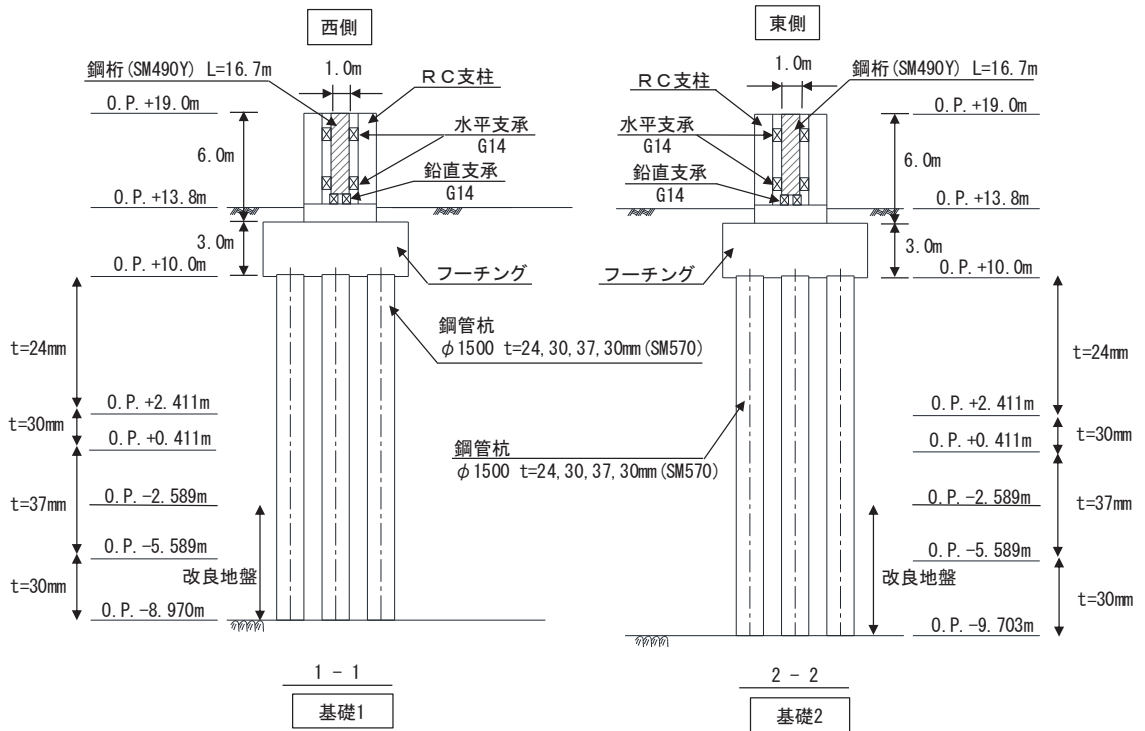 西側
鋼桁(SM490Y) L=16.7m
1.0m
RC支柱
O.P.+19.0m
水平支承
G14
6.0m
鉛直支承
G14
O.P.+13.8m
3.0m
フーチング
O.P.+10.0m
鋼管杭
φ1500 t=24,30,37,30mm(SM570)
t=24mm
O.P.+2.411m
t=30mm
O.P.+0.411m
t=37mm
O.P.-2.589m
O.P.-5.589m
改良地盤
t=30mm
O.P.-8.970m
1 - 1
基礎1
東側
1.0m
鋼桁(SM490Y) L=16.7m
RC支柱
O.P.+19.0m
水平支承
G14
6.0m
鉛直支承
G14
O.P.+13.8m
3.0m
フーチング
O.P.+10.0m
t=24mm
O.P.+2.411m
t=30mm
O.P.+0.411m
鋼管杭
φ1500 t=24,30,37,30mm(SM570)
O.P.-2.589m
t=37mm
O.P.-5.589m
改良地盤
t=30mm
O.P.-9.703m
2 - 2
基礎2